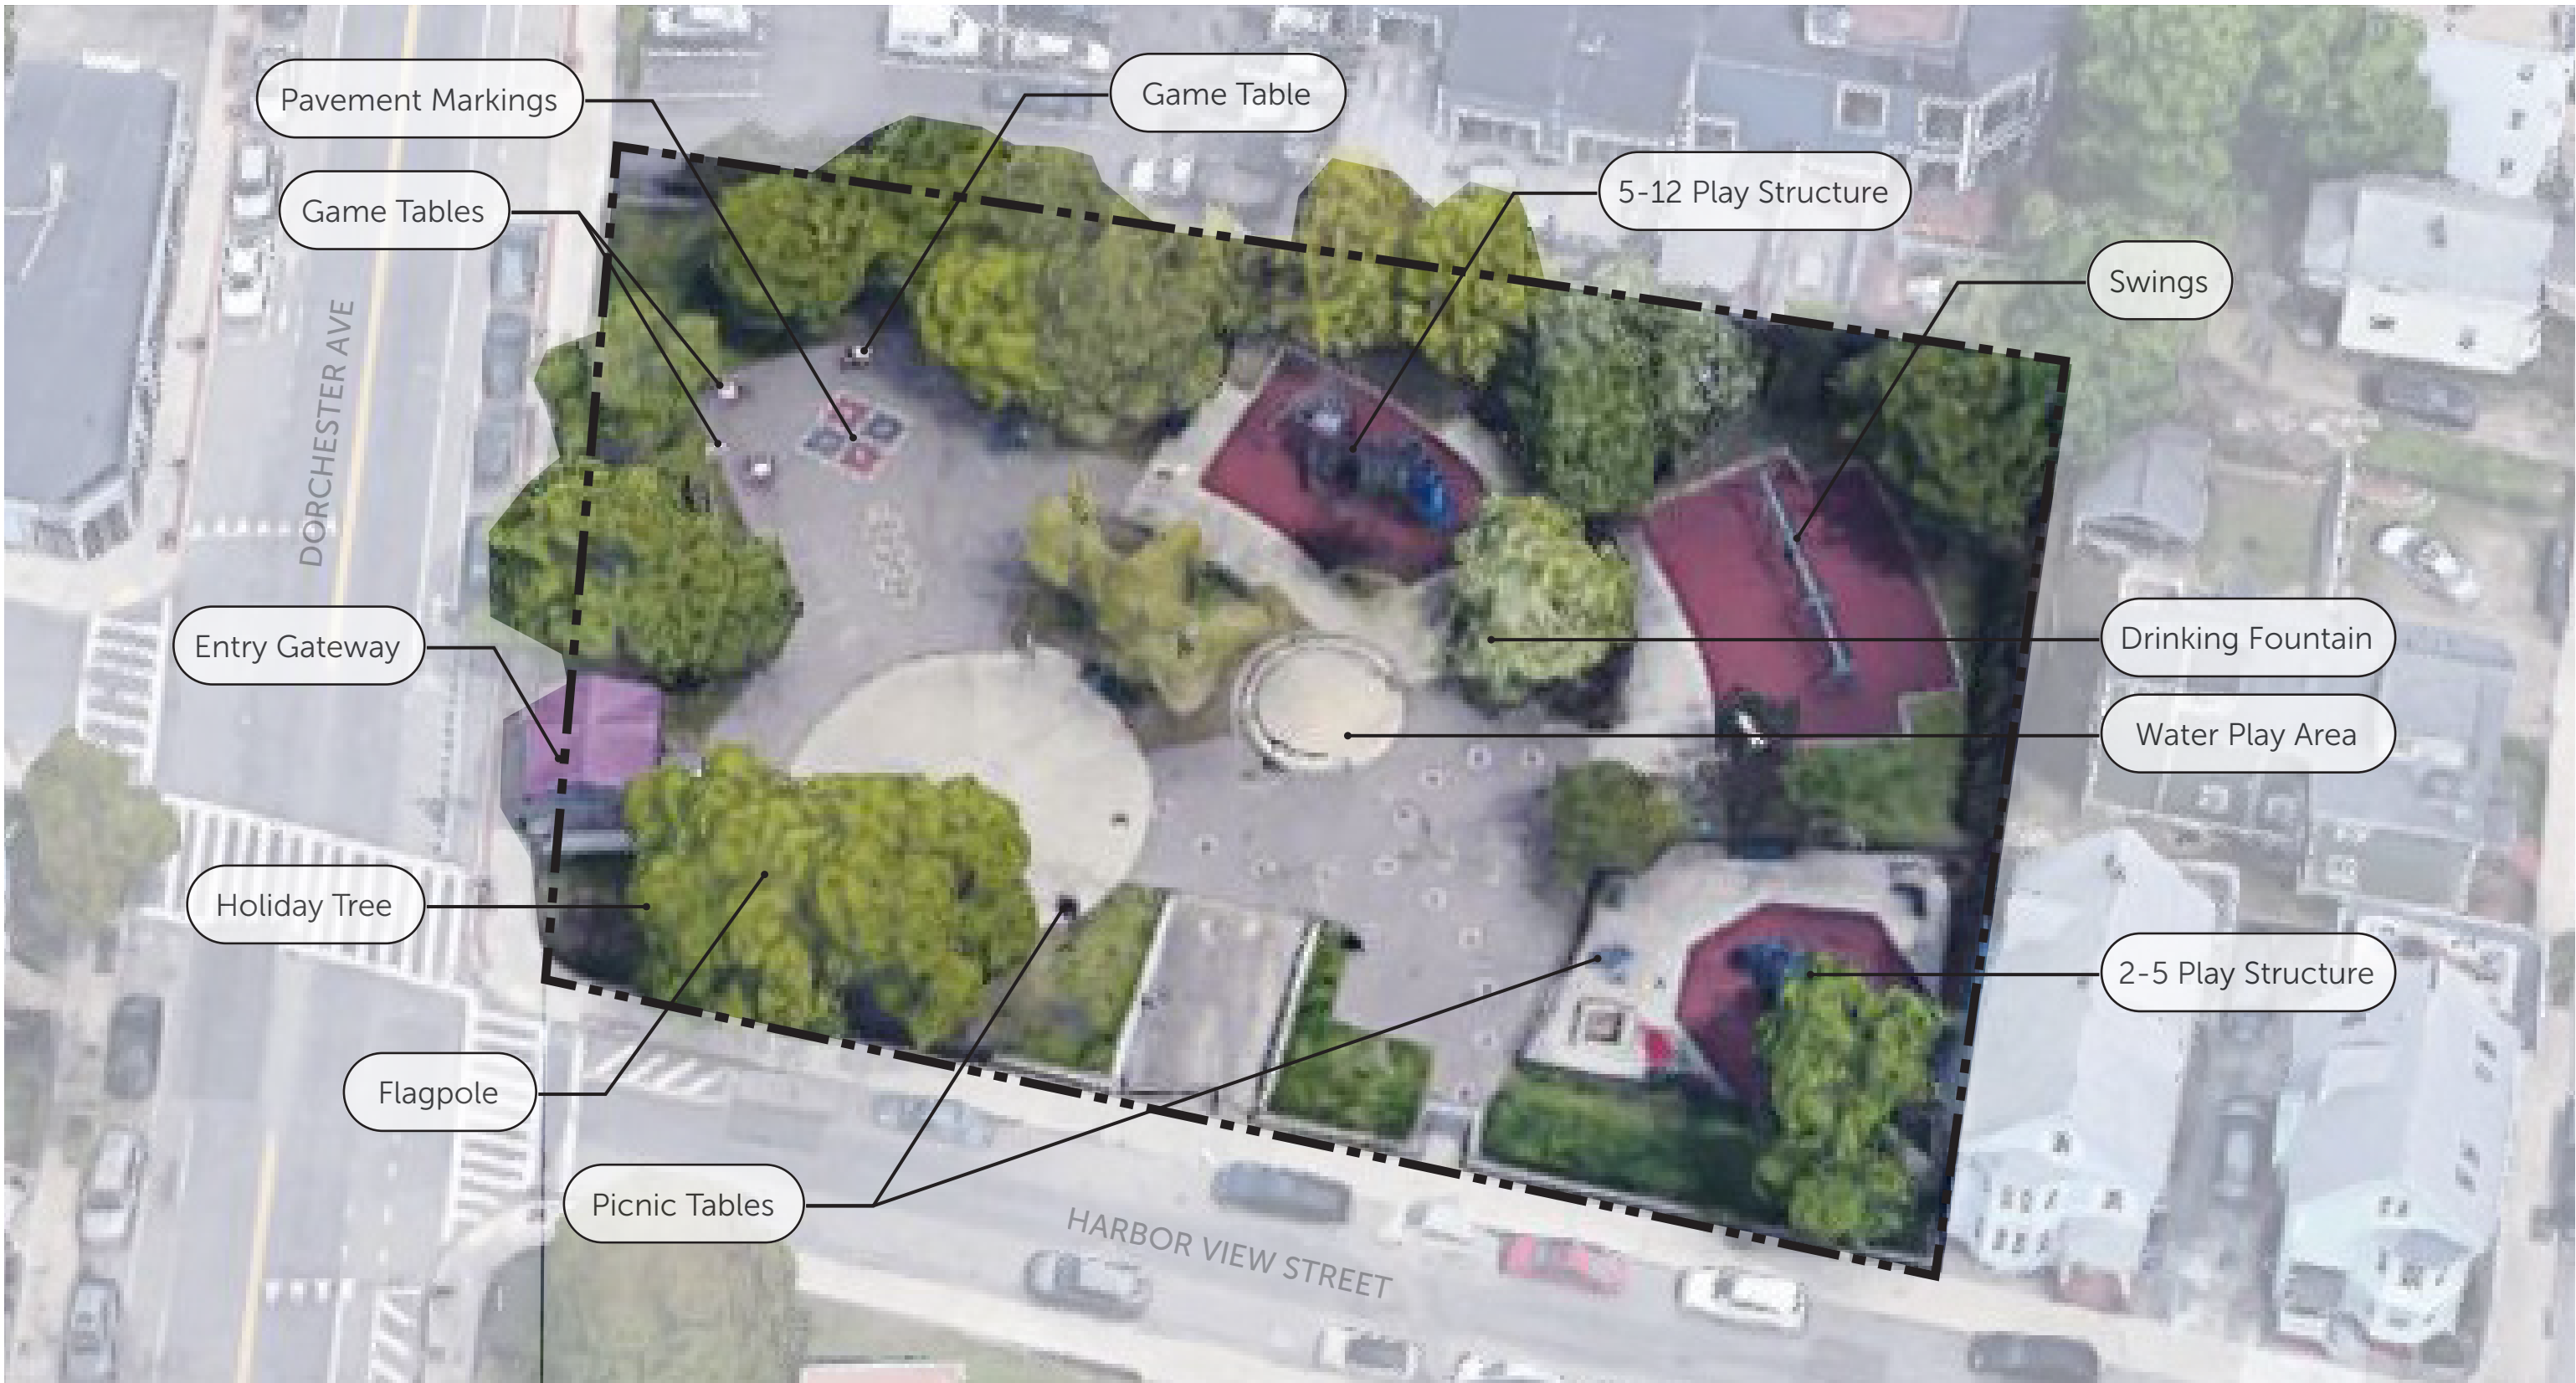 Pavement Markings
Game Table
Game Tables
5-12 Play Structure
Swings
DORCHESTER AVE
Entry Gateway
Drinking Fountain
Water Play Area
Holiday Tree
2-5 Play Structure
Flagpole
Picnic Tables
HARBOR VIEW STREET